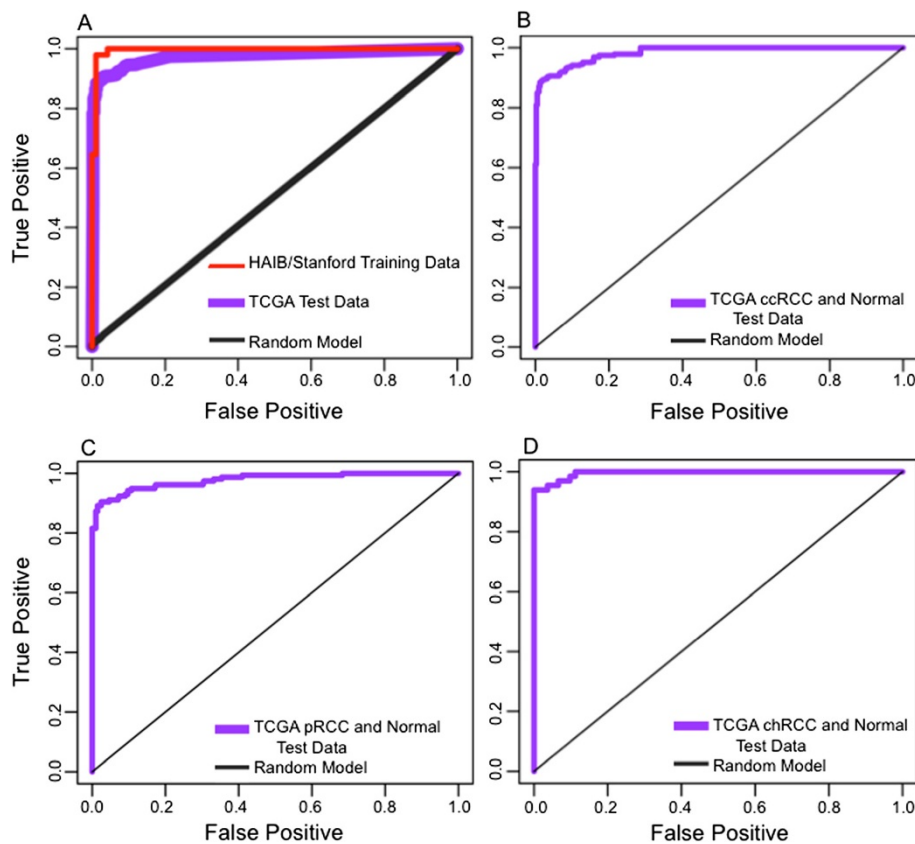 A
True Positive
0.0 0.2 0.4 0.6 0.8 1.0
HAIB/Stanford Training Data
TCGA Test Data
Random Model
0.0 0.2 0.4 0.6 0.8 1.0
False Positive
B
0.0 0.2 0.4 0.6 0.8 1.0
TCGA ccRCC and Normal
Test Data
Random Model
0.0 0.2 0.4 0.6 0.8 1.0
False Positive
C
True Positive
0.0 0.2 0.4 0.6 0.8 1.0
TCGA pRCC and Normal
Test Data
Random Model
0.0 0.2 0.4 0.6 0.8 1.0
False Positive
D
0.0 0.2 0.4 0.6 0.8 1.0
TCGA chRCC and Normal
Test Data
Random Model
0.0 0.2 0.4 0.6 0.8 1.0
False Positive